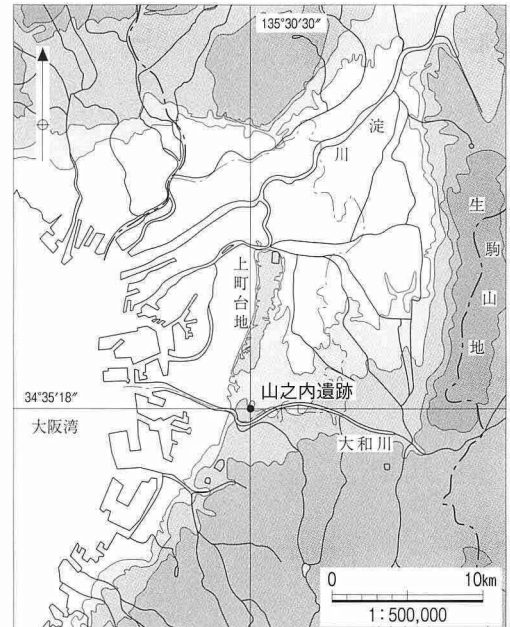 135°30′30″
淀
川
生駒山地
上町台地
山之内遺跡
34°35′18″
大阪湾
大和川
0 10km
1:500,000